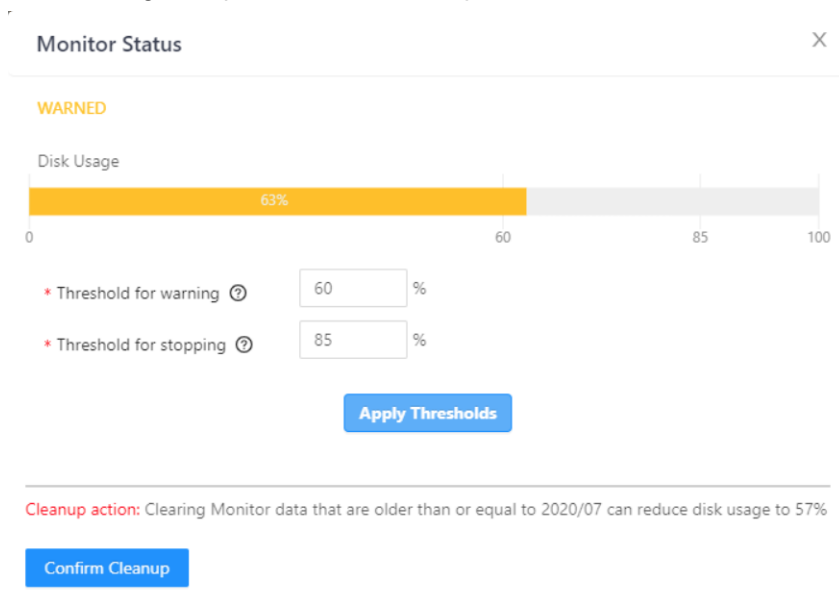 Monitor Status
X
WARNED
Disk Usage
63%
0 60 85 100
* Threshold for warning ? 60 %
* Threshold for stopping ? 85 %
Apply Thresholds
Cleanup action: Clearing Monitor data that are older than or equal to 2020/07 can reduce disk usage to 57%
Confirm Cleanup